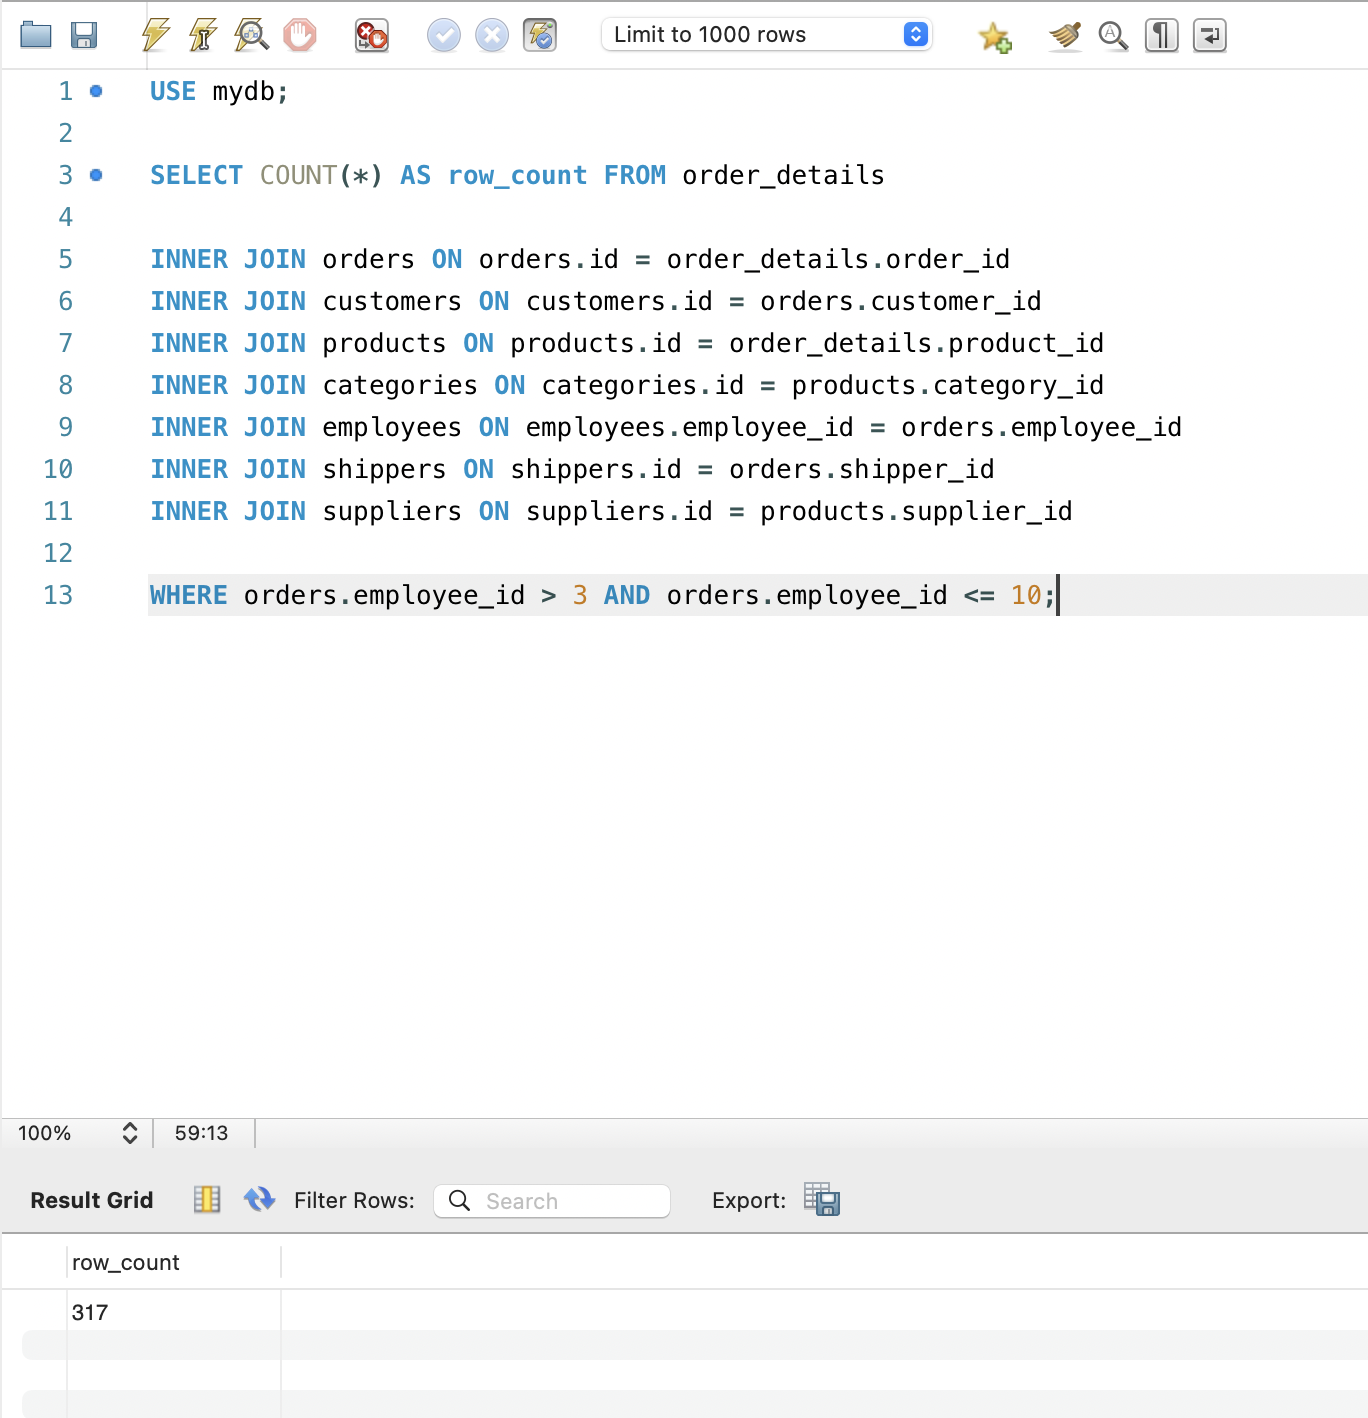 Limit to 1000 rows
1 USE mydb;
2
3 SELECT COUNT(*) AS row_count FROM order_details
4
5 INNER JOIN orders ON orders.id = order_details.order_id
6 INNER JOIN customers ON customers.id = orders.customer_id
7 INNER JOIN products ON products.id = order_details.product_id
8 INNER JOIN categories ON categories.id = products.category_id
9 INNER JOIN employees ON employees.employee_id = orders.employee_id
10 INNER JOIN shippers ON shippers.id = orders.shipper_id
11 INNER JOIN suppliers ON suppliers.id = products.supplier_id
12
13 WHERE orders.employee_id > 3 AND orders.employee_id <= 10;
100% 59:13
Result Grid Filter Rows: Search Export:
row_count
317